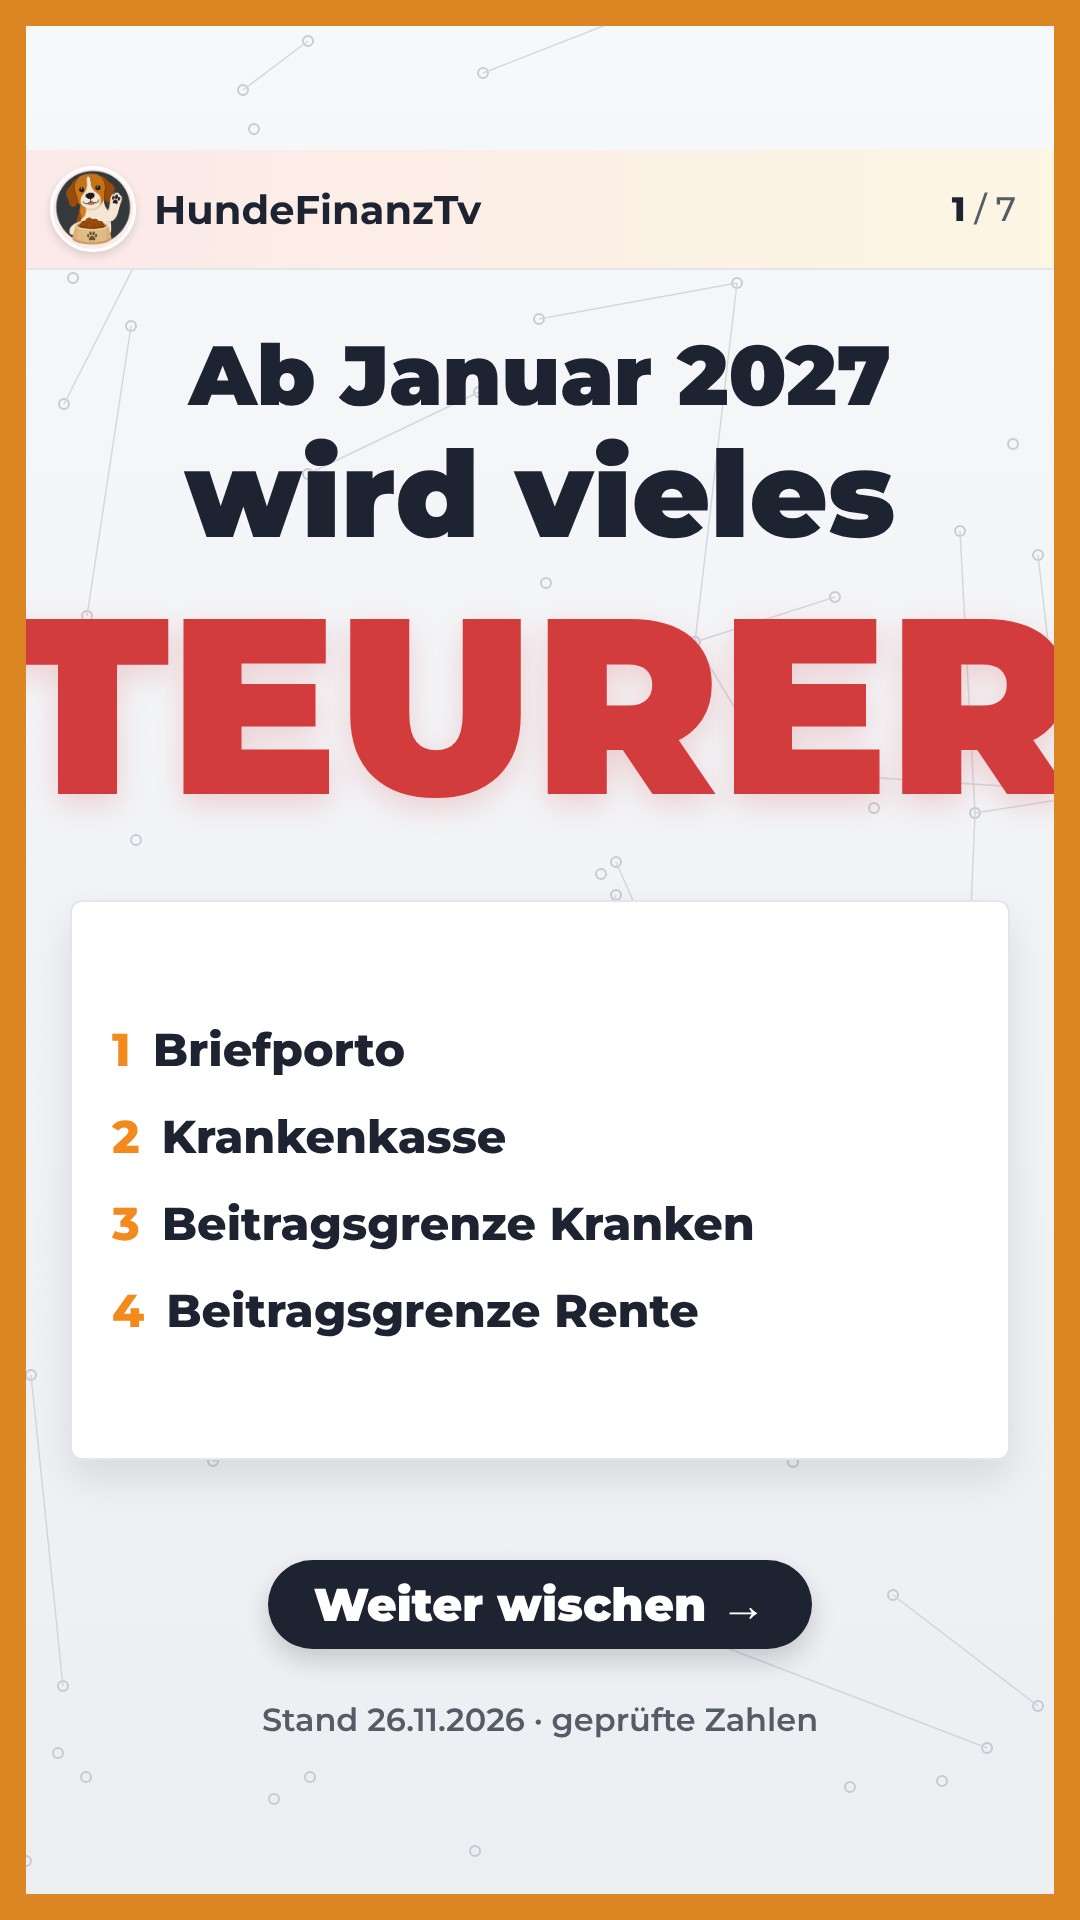 HundeFinanzTv
1 / 7
Ab Januar 2027
wird vieles
TEURER
1 Briefporto
2 Krankenkasse
3 Beitragsgrenze Kranken
4 Beitragsgrenze Rente
Weiter wischen →
Stand 26.11.2026 · geprüfte Zahlen